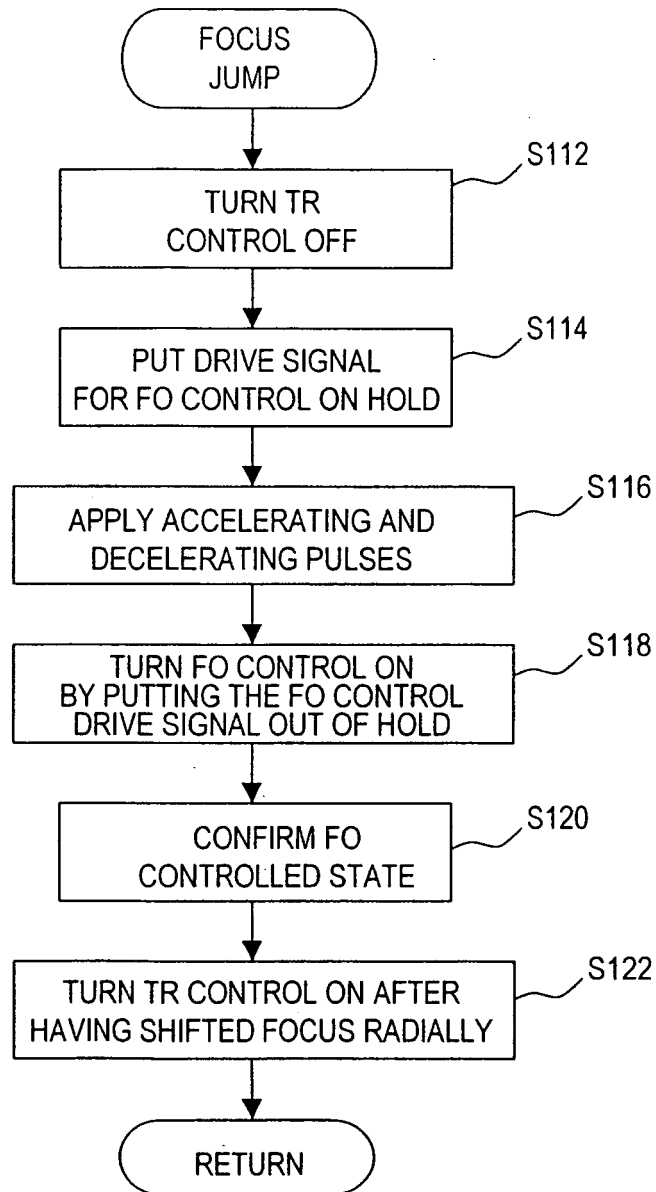 FOCUS
JUMP
S112
TURN TR
CONTROL OFF
S114
PUT DRIVE SIGNAL
FOR FO CONTROL ON HOLD
S116
APPLY ACCELERATING AND
DECELERATING PULSES
S118
TURN FO CONTROL ON
BY PUTTING THE FO CONTROL
DRIVE SIGNAL OUT OF HOLD
S120
CONFIRM FO
CONTROLLED STATE
S122
TURN TR CONTROL ON AFTER
HAVING SHIFTED FOCUS RADIALLY
RETURN